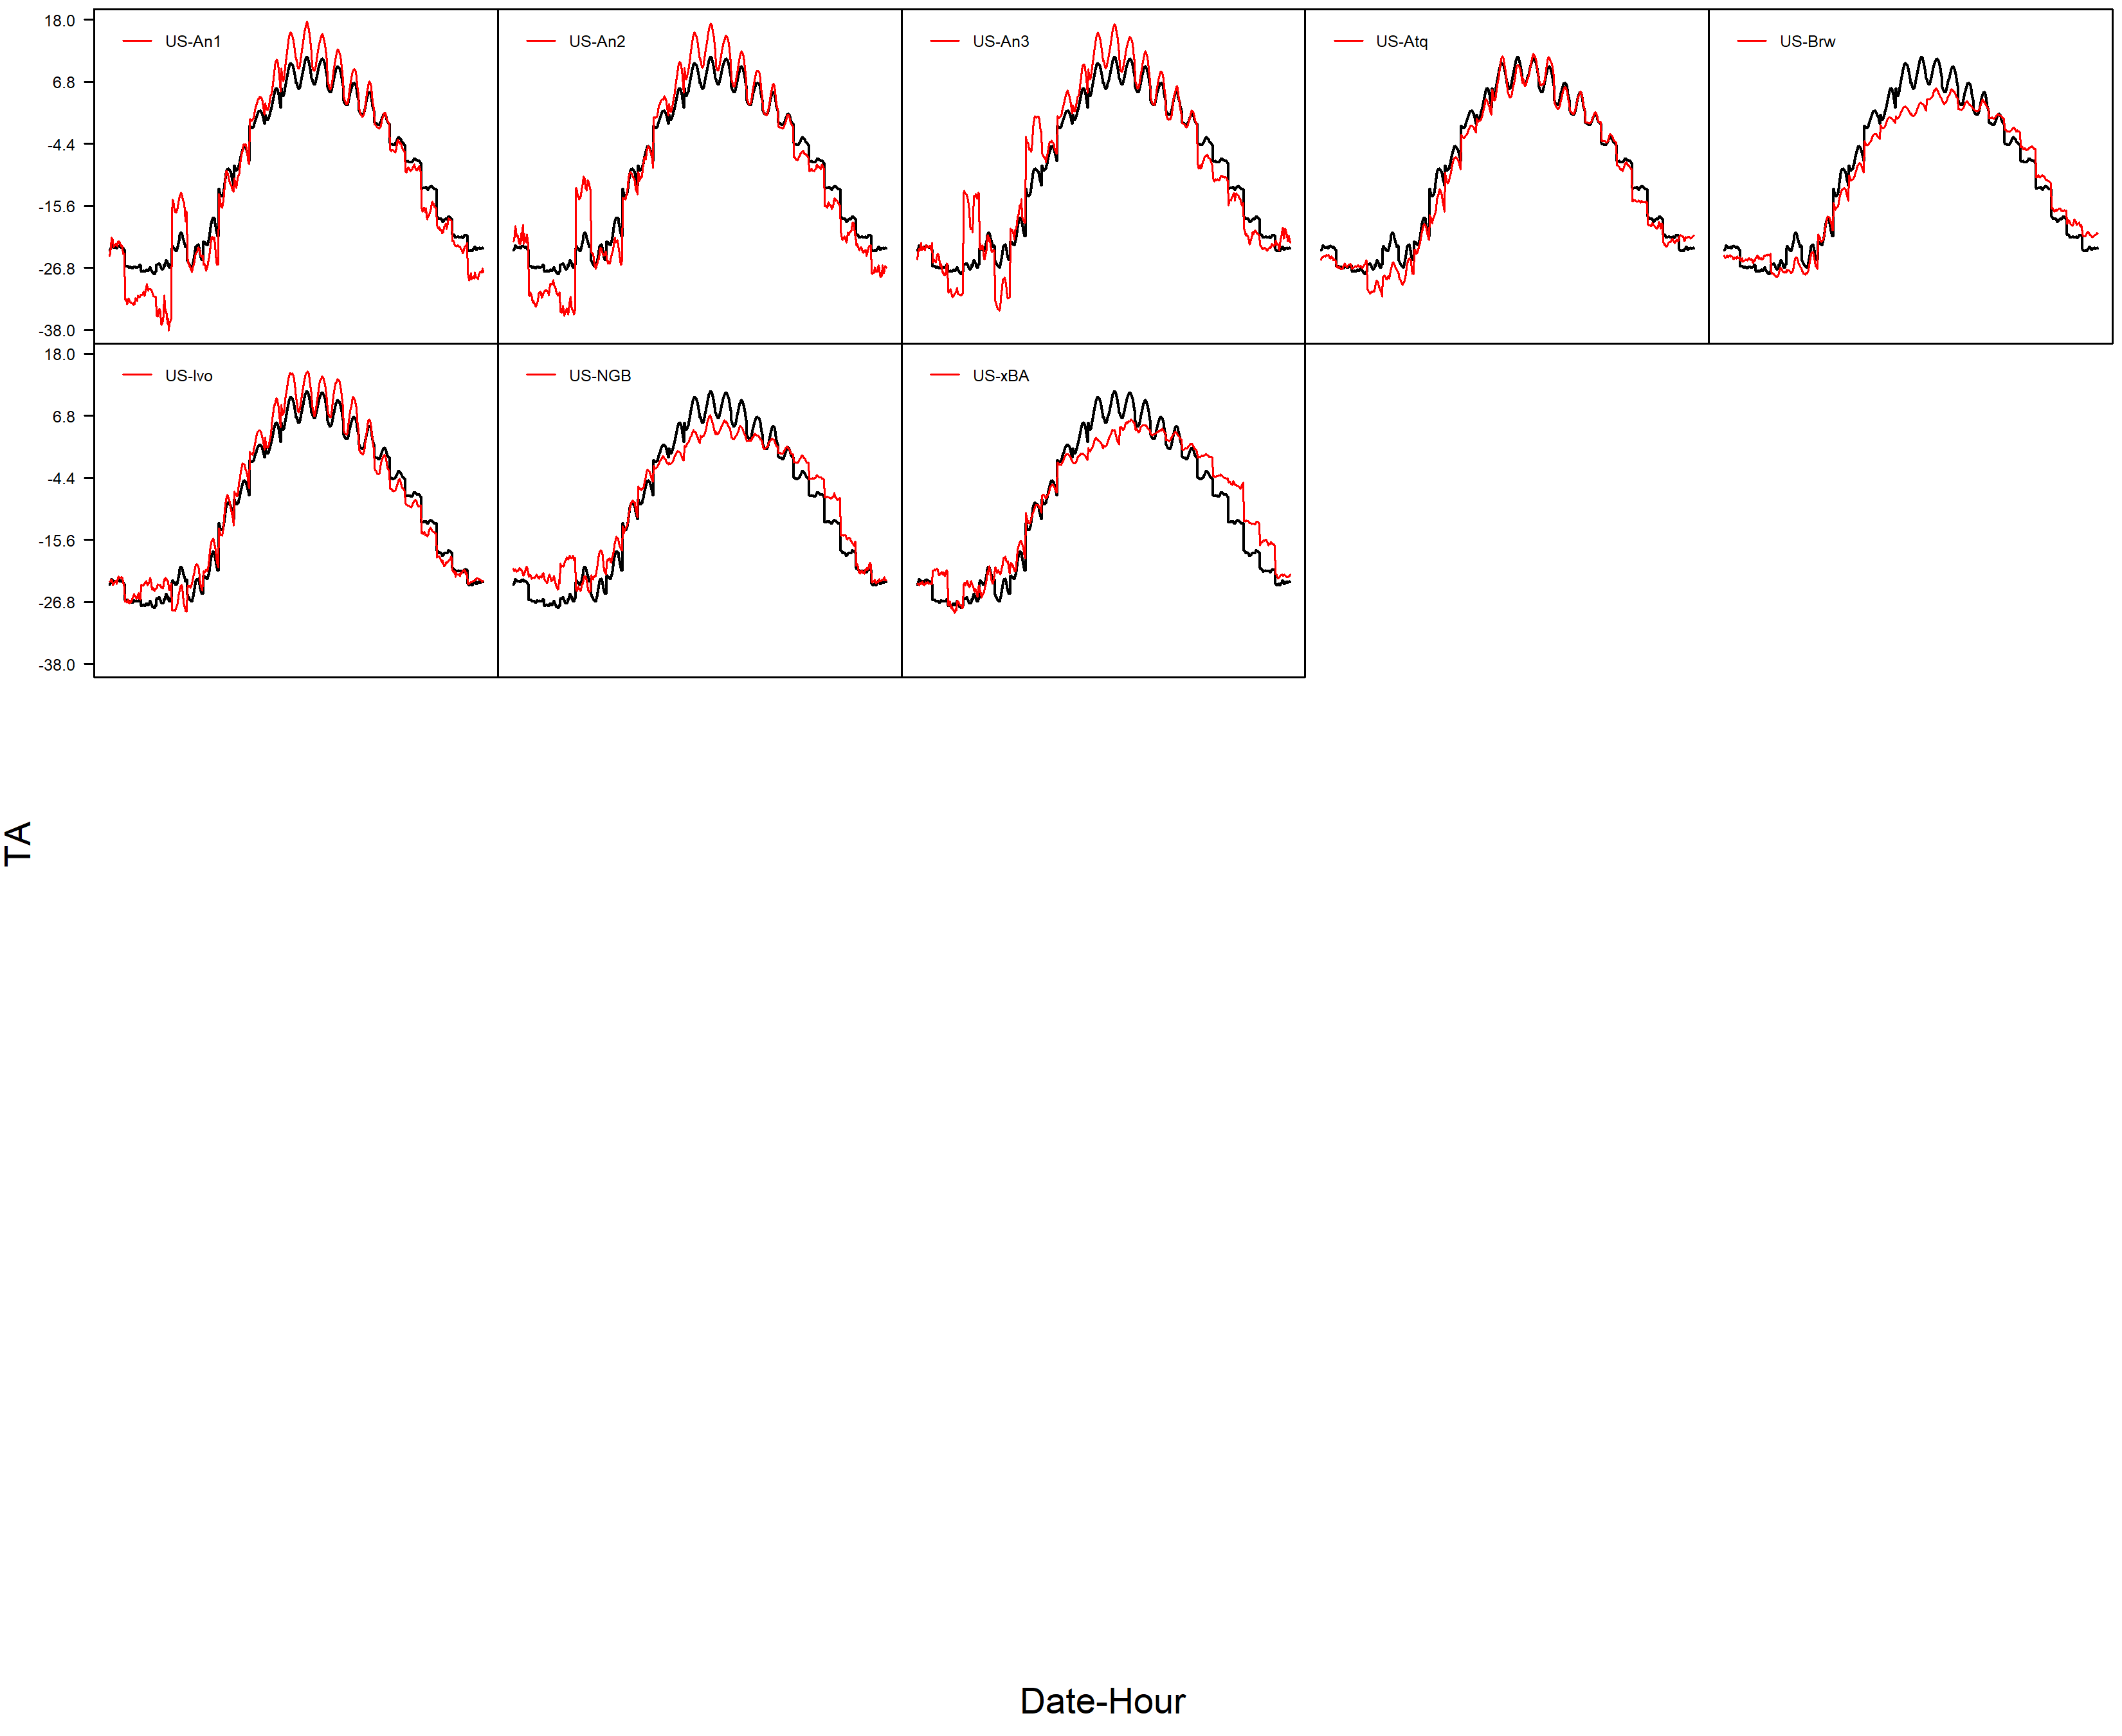 18.0
6.8
-4.4
-15.6
-26.8
-38.0
US-An1
US-An2
US-An3
US-Atq
US-Brw
18.0
6.8
-4.4
-15.6
-26.8
-38.0
US-Ivo
US-NGB
US-xBA
TA
Date-Hour